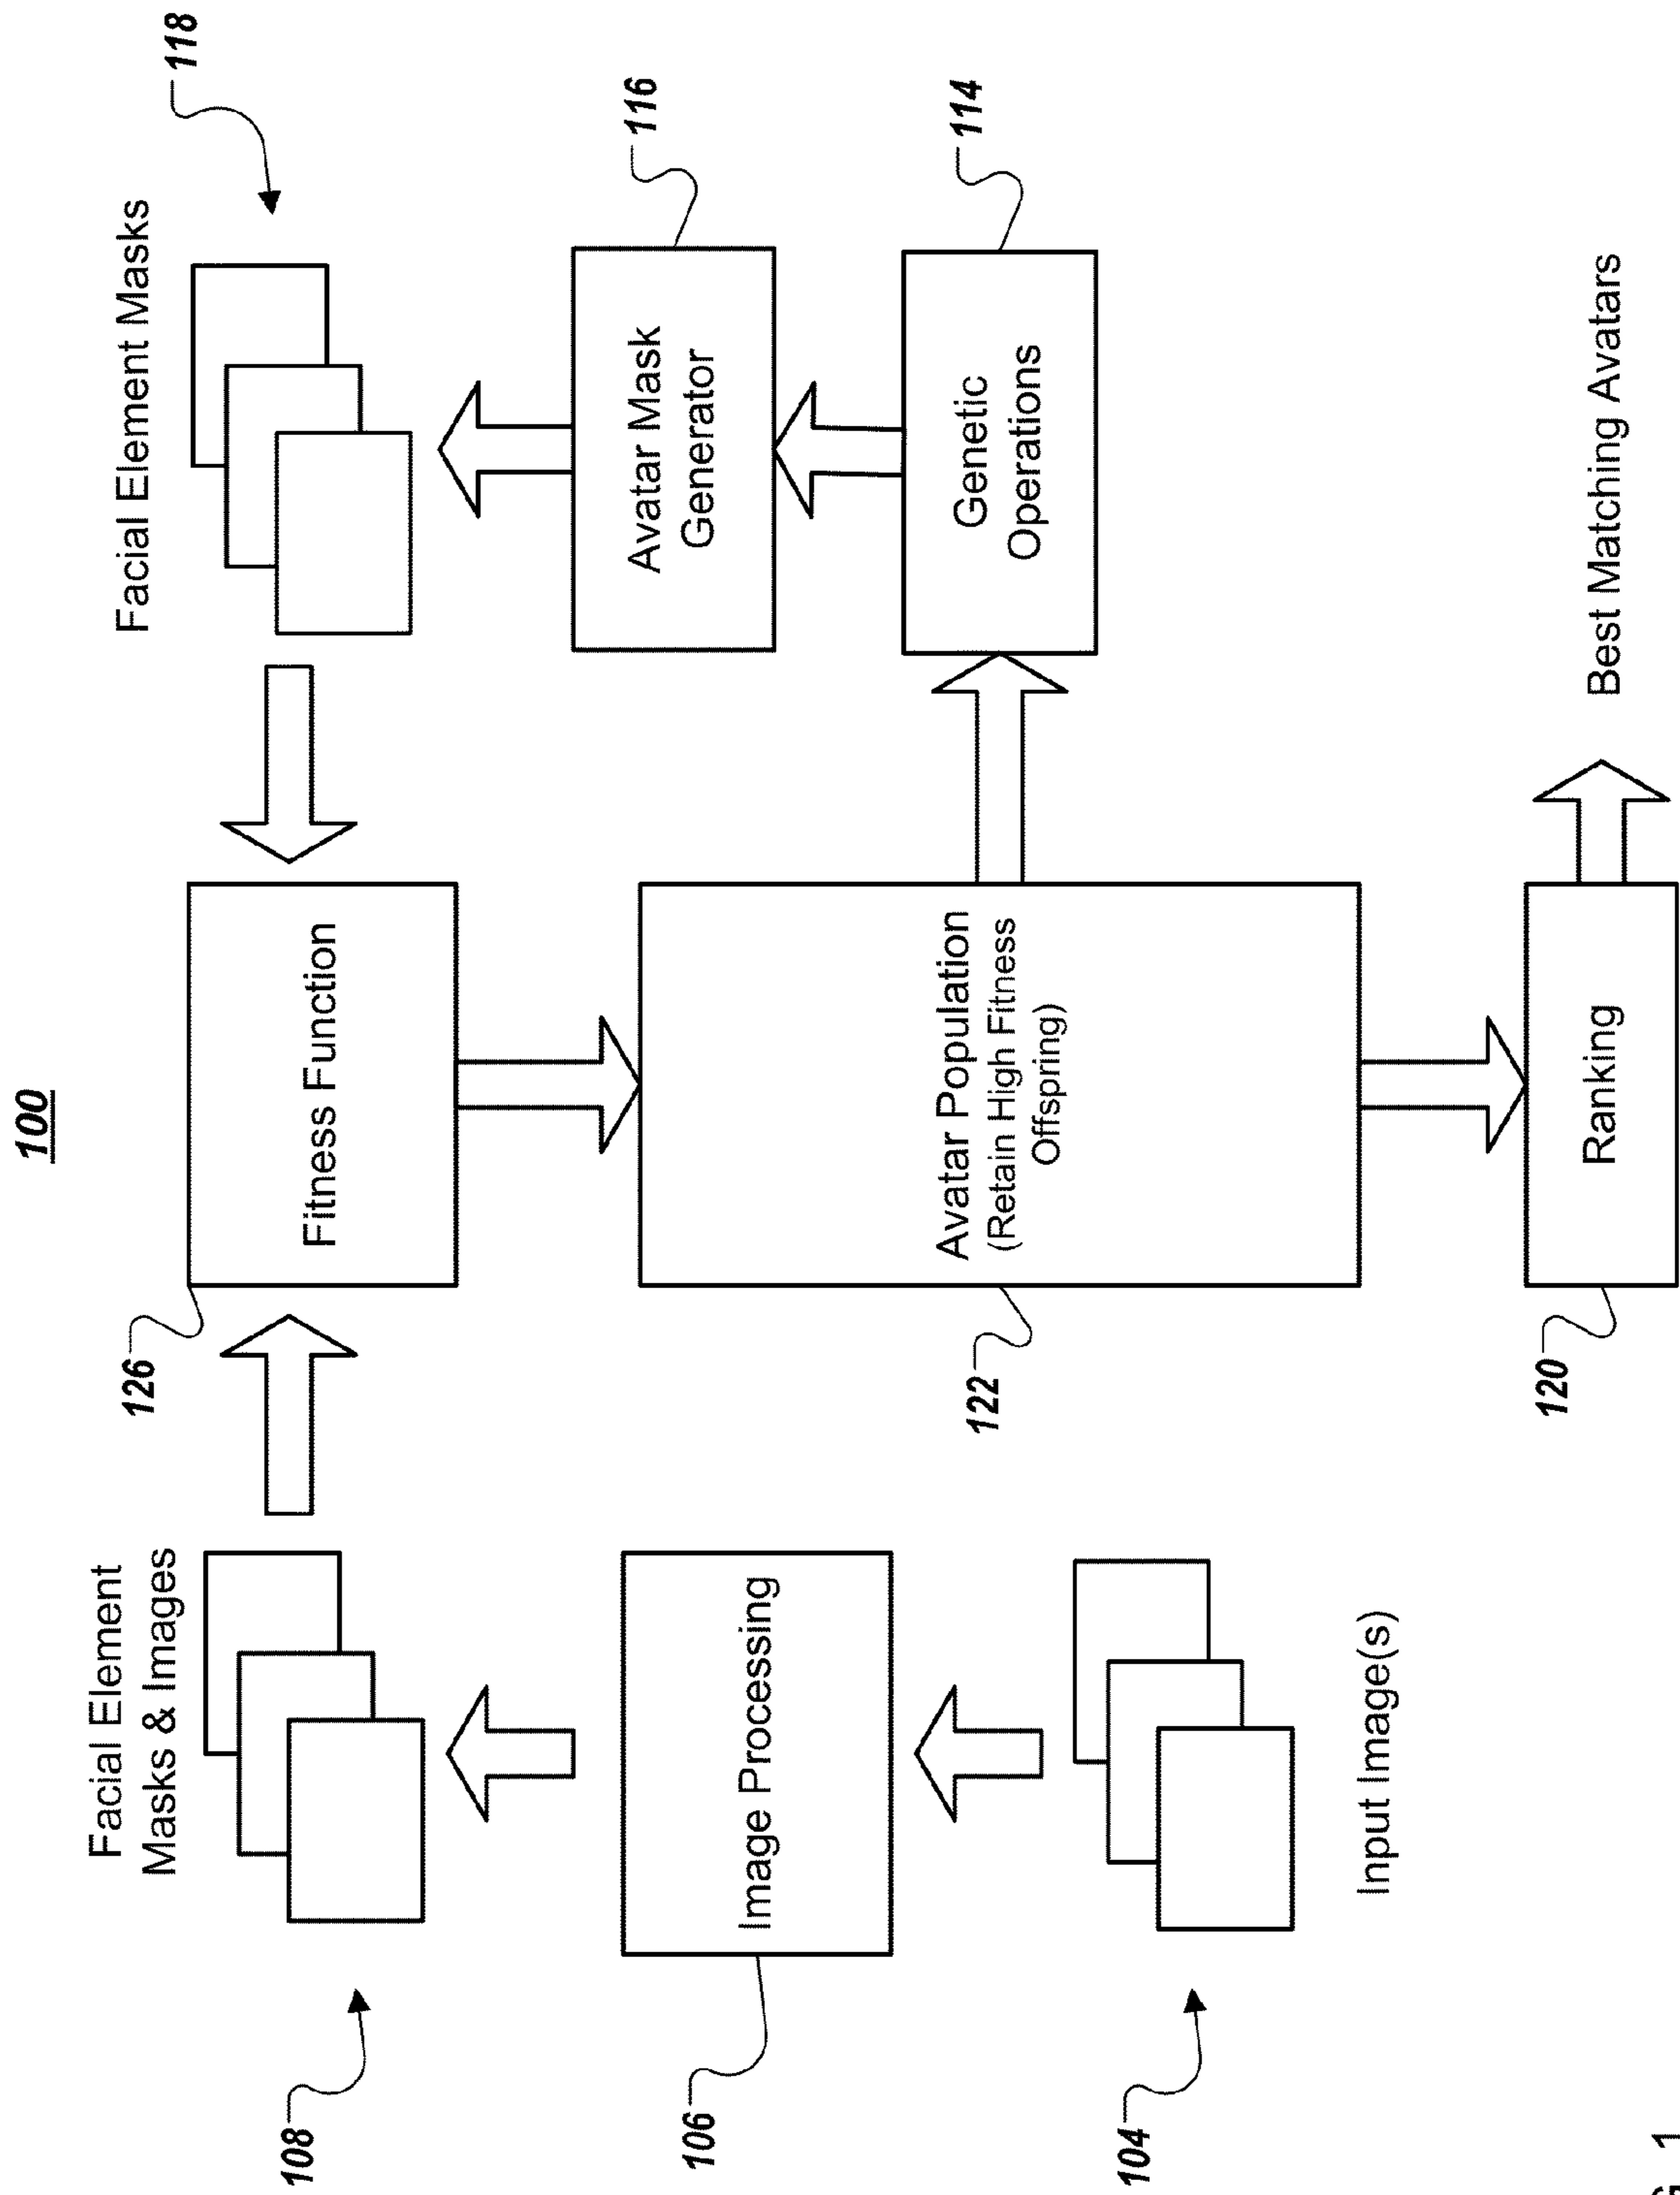 100
Facial Element
Masks & Images
108
Image Processing
106
Input Image(s)
104
126
Fitness Function
Avatar Population
(Retain High Fitness
Offspring)
122
Ranking
120
Facial Element Masks
118
Avatar Mask
Generator
116
Genetic
Operations
114
Best Matching Avatars